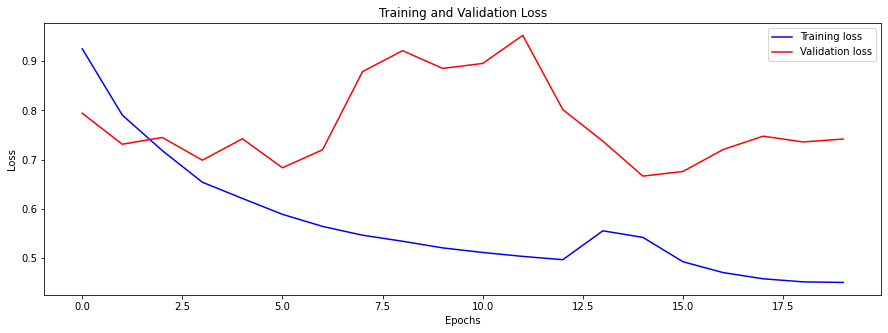 Training and Validation Loss
Training loss
Validation loss
Loss
0.9
0.8
0.7
0.6
0.5
0.0 2.5 5.0 7.5 10.0 12.5 15.0 17.5
Epochs